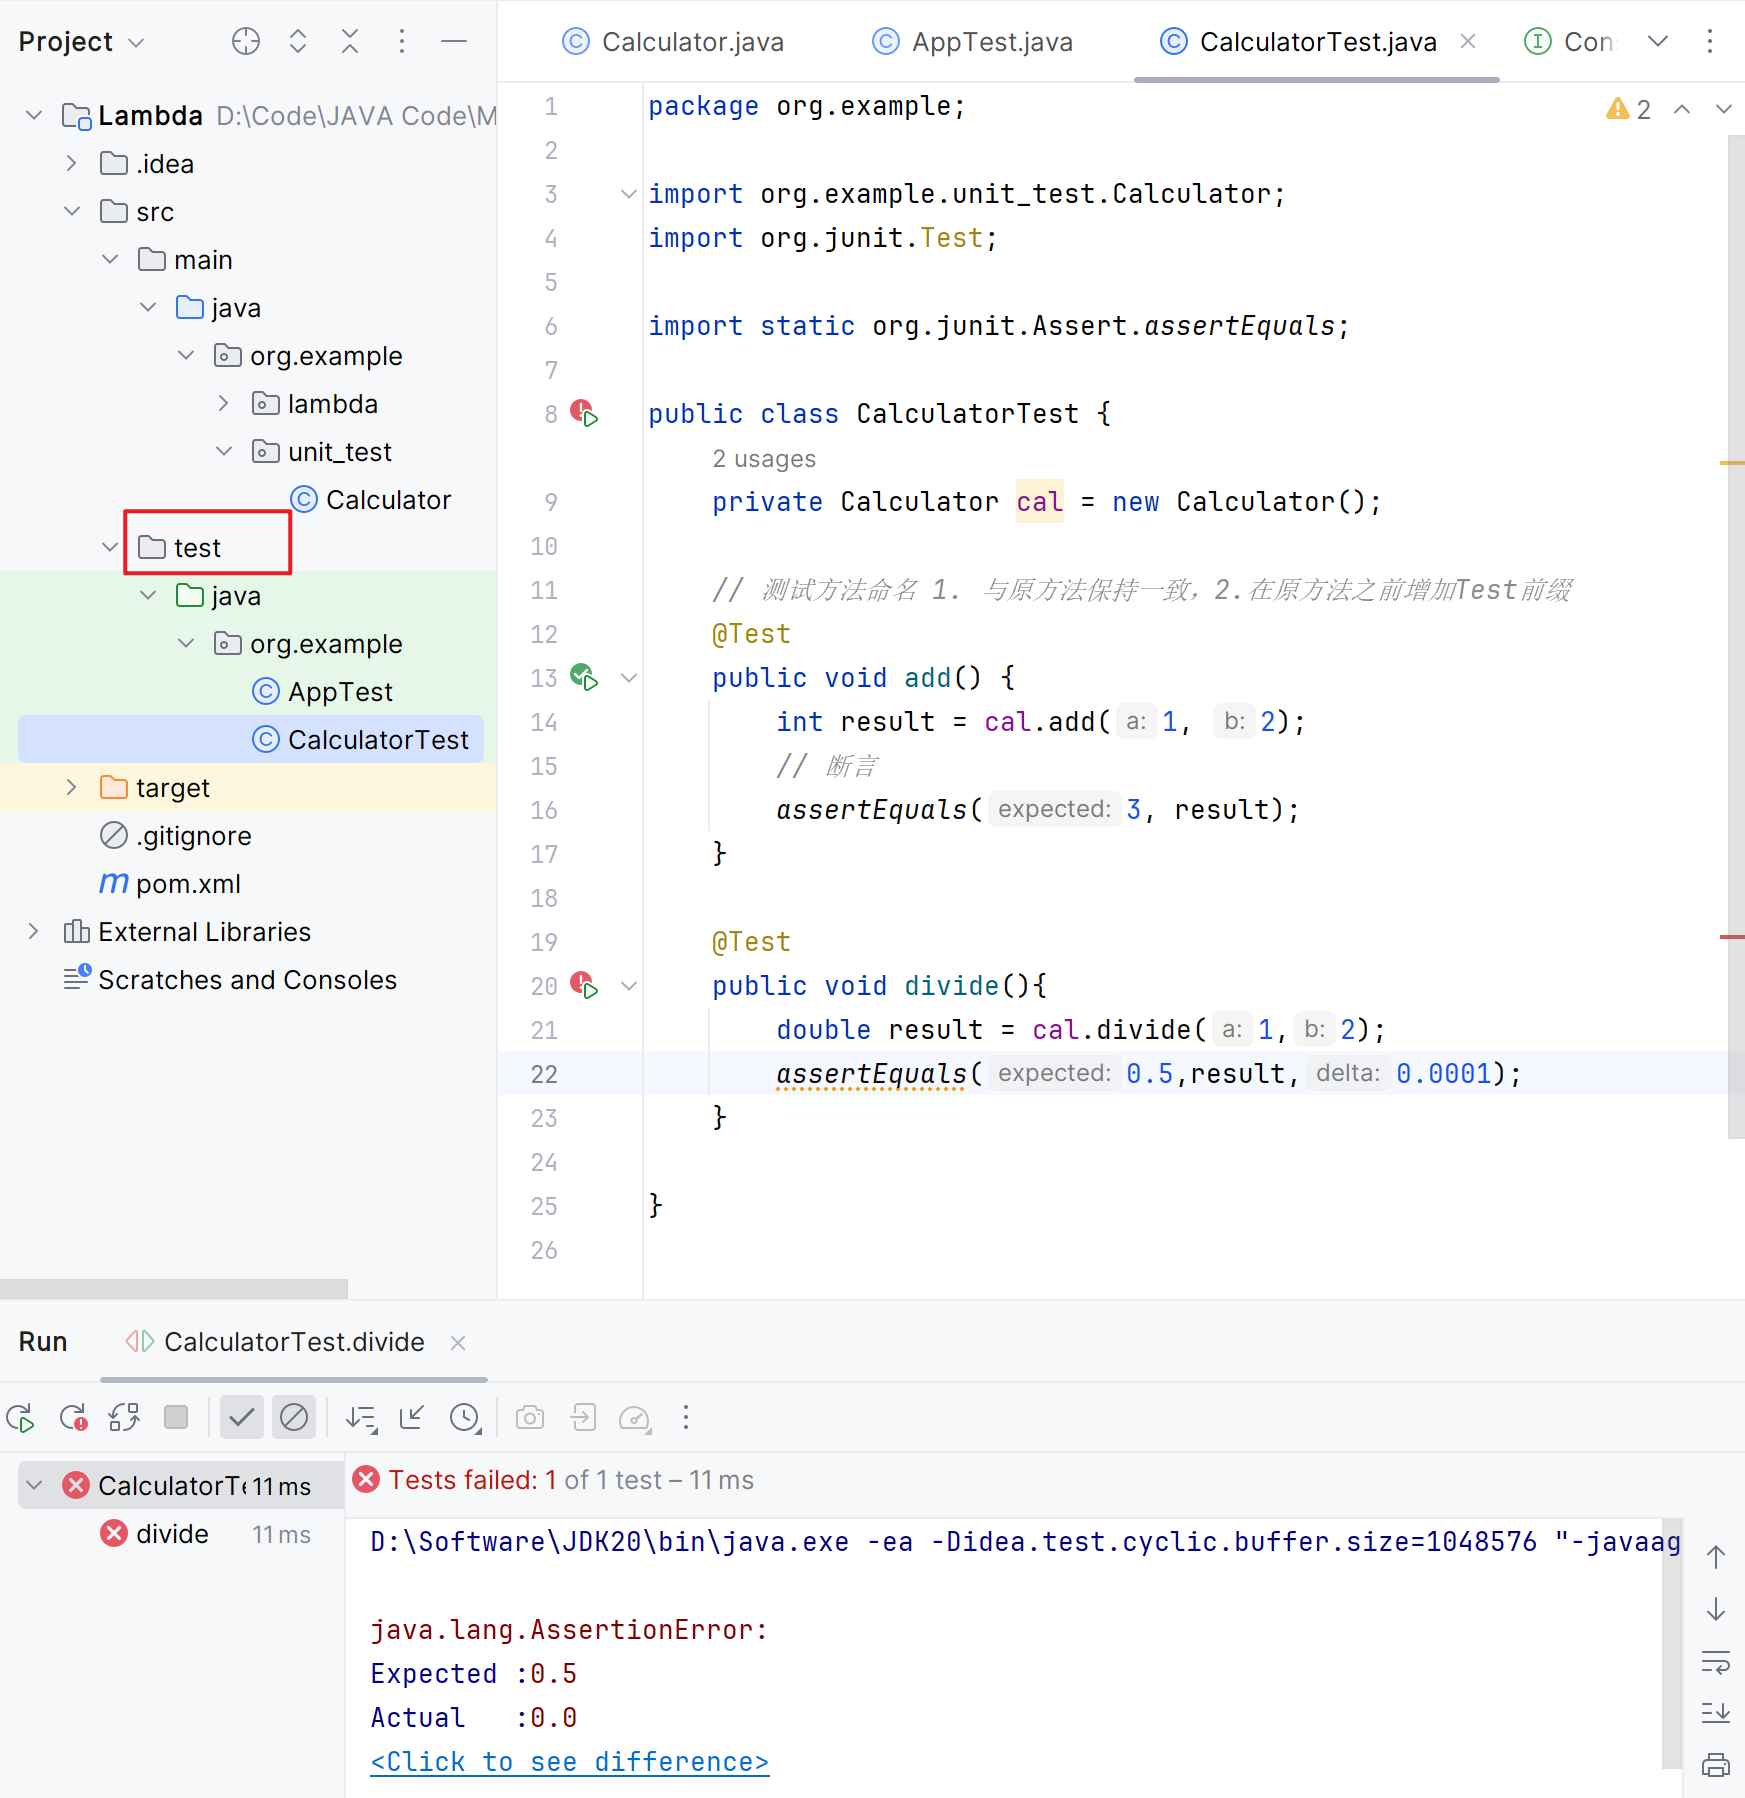 Project
Calculator.java
AppTest.java
CalculatorTest.java
Con
Lambda D:\Code\JAVA Code\M
.idea
src
main
java
org.example
lambda
unit_test
Calculator
test
java
org.example
AppTest
CalculatorTest
target
.gitignore
pom.xml
External Libraries
Scratches and Consoles
2
1 package org.example;
2
3 import org.example.unit_test.Calculator;
4 import org.junit.Test;
5
6 import static org.junit.Assert.assertEquals;
7
8 public class CalculatorTest {
2 usages
9 private Calculator cal = new Calculator();
10
11 // 测试方法命名 1. 与原方法保持一致，2.在原方法之前增加Test前缀
12 @Test
13 public void add() {
14 int result = cal.add( a: 1, b: 2);
15 // 断言
16 assertEquals( expected: 3, result);
17 }
18
19 @Test
20 public void divide(){
21 double result = cal.divide( a: 1, b: 2);
22 assertEquals( expected: 0.5,result, delta: 0.0001);
23 }
24
25 }
26
Run CalculatorTest.divide
CalculatorTe 11 ms
divide 11 ms
Tests failed: 1 of 1 test – 11 ms
D:\Software\JDK20\bin\java.exe -ea -Didea.test.cyclic.buffer.size=1048576 "-javaag
java.lang.AssertionError:
Expected :0.5
Actual   :0.0
<Click to see difference>